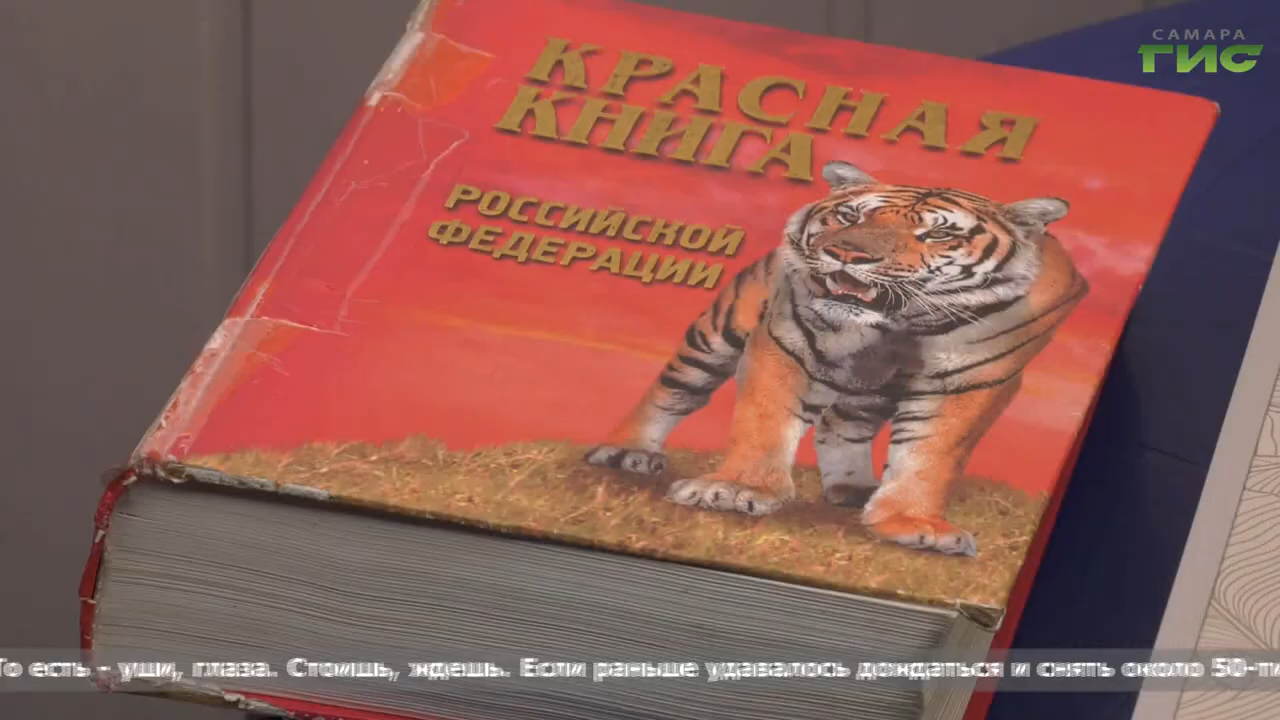 САМАРА
ГИС
КРАСНАЯ
КНИГА
РОССИЙСКОЙ
ФЕДЕРАЦИИ
То есть - уши, глаза. Стоишь, ждешь. Если раньше удавалось дождаться и снять около 50-ти